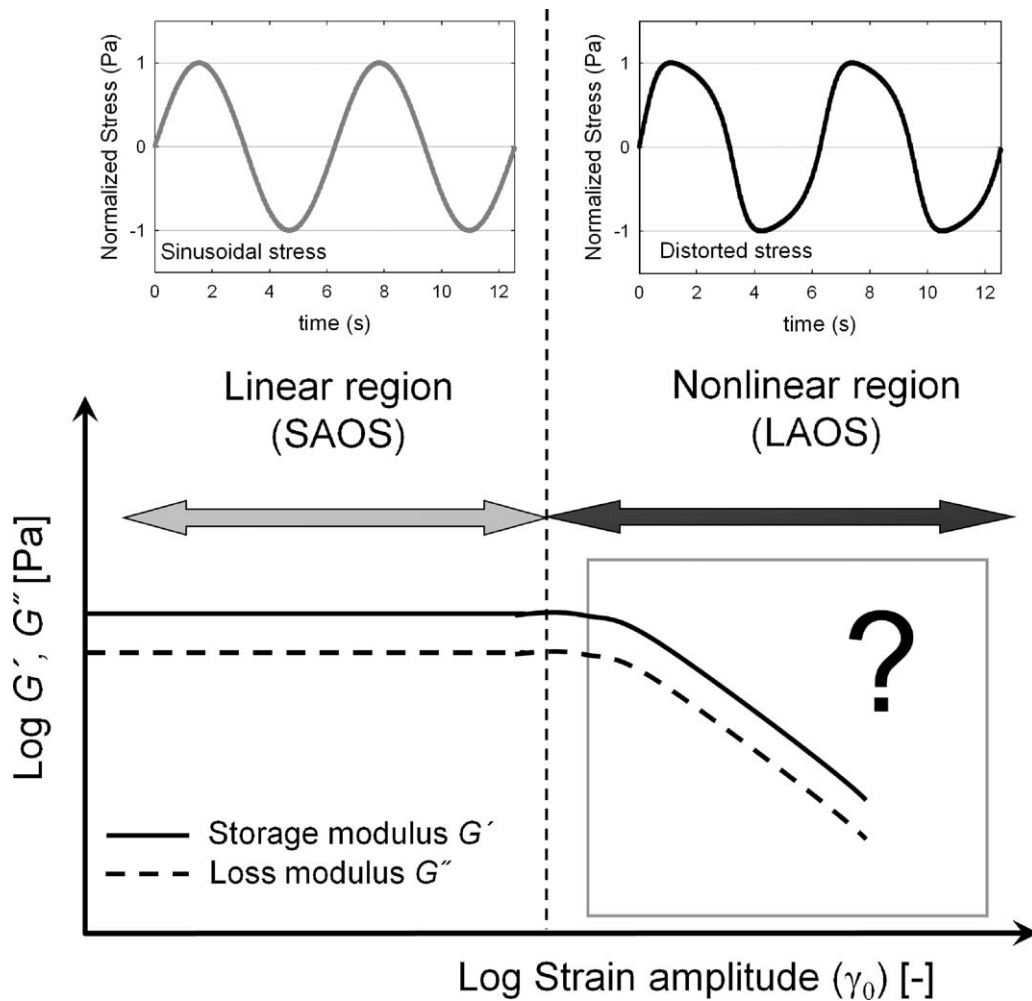 Normalized Stress (Pa)
1
0
-1
Sinusoidal stress
0 2 4 6 8 10 12
time (s)
Normalized Stress (Pa)
1
0
-1
Distorted stress
0 2 4 6 8 10 12
time (s)
Linear region
(SAOS)
Nonlinear region
(LAOS)
Log G′, G″ [Pa]
?
Storage modulus G′
Loss modulus G″
Log Strain amplitude (γ₀) [-]